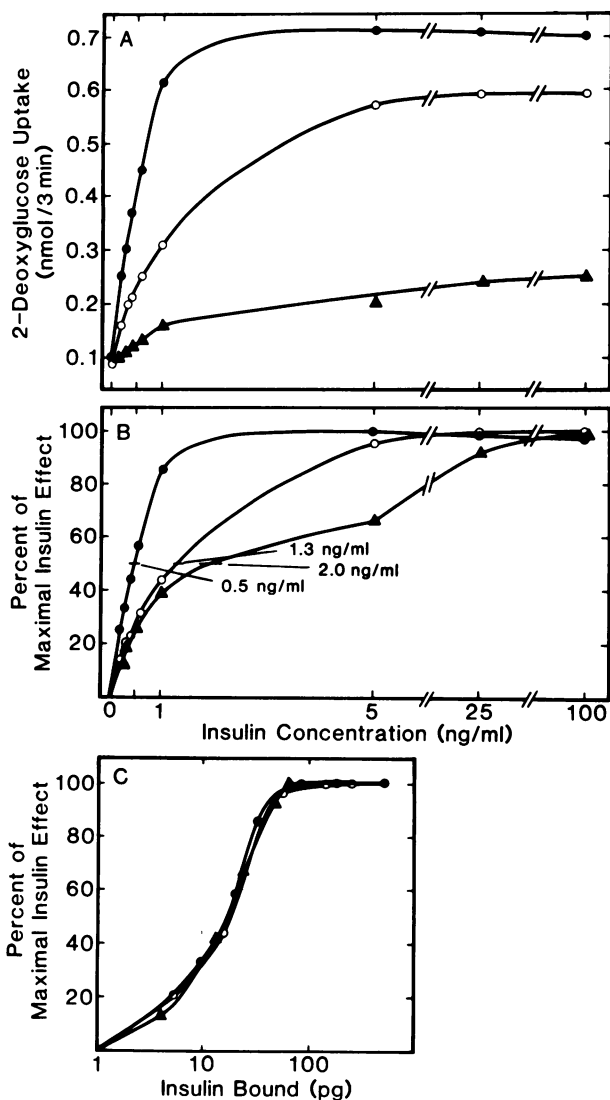 A
2-Deoxyglucose Uptake
(nmol/3 min)
0.7
0.6
0.5
0.4
0.3
0.2
0.1
B
Percent of
Maximal Insulin Effect
100
80
60
40
20
1.3 ng/ml
2.0 ng/ml
0.5 ng/ml
0 1 5 25 100
Insulin Concentration (ng/ml)
C
Percent of
Maximal Insulin Effect
100
80
60
40
20
1 10 100
Insulin Bound (pg)